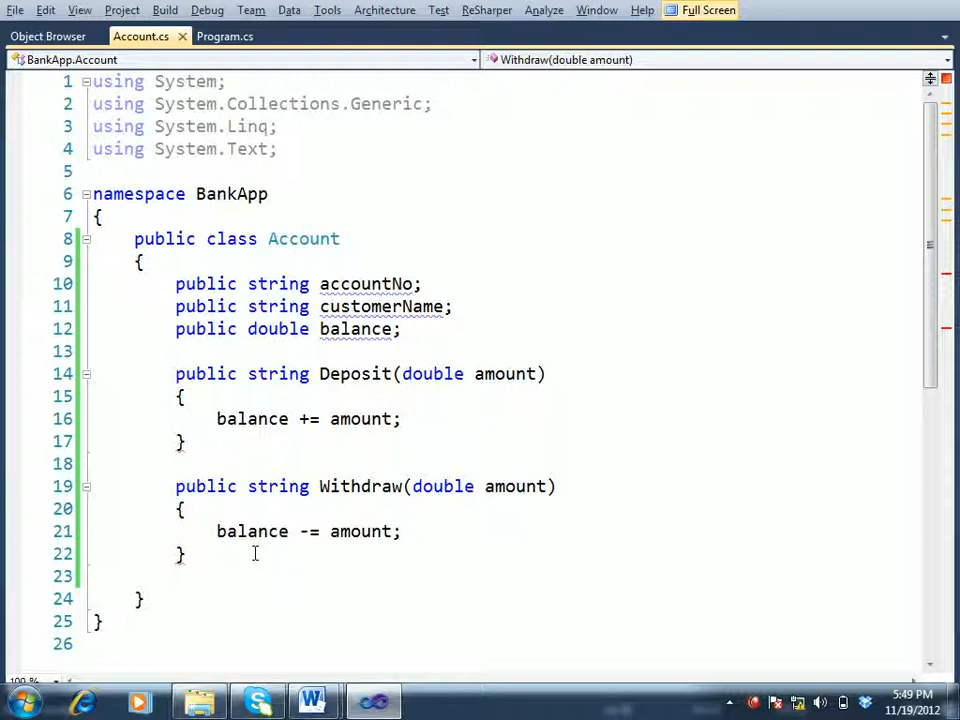 File Edit View Project Build Debug Team Data Tools Architecture Test ReSharper Analyze Window Help Full Screen
Object Browser Account.cs × Program.cs
BankApp.Account Withdraw(double amount)
1 using System;
2 using System.Collections.Generic;
3 using System.Linq;
4 using System.Text;
5
6 namespace BankApp
7 {
8 public class Account
9 {
10 public string accountNo;
11 public string customerName;
12 public double balance;
13
14 public string Deposit(double amount)
15 {
16 balance += amount;
17 }
18
19 public string Withdraw(double amount)
20 {
21 balance -= amount;
22 }
23
24 }
25 }
26
100 %
W
5:49 PM
11/19/2012